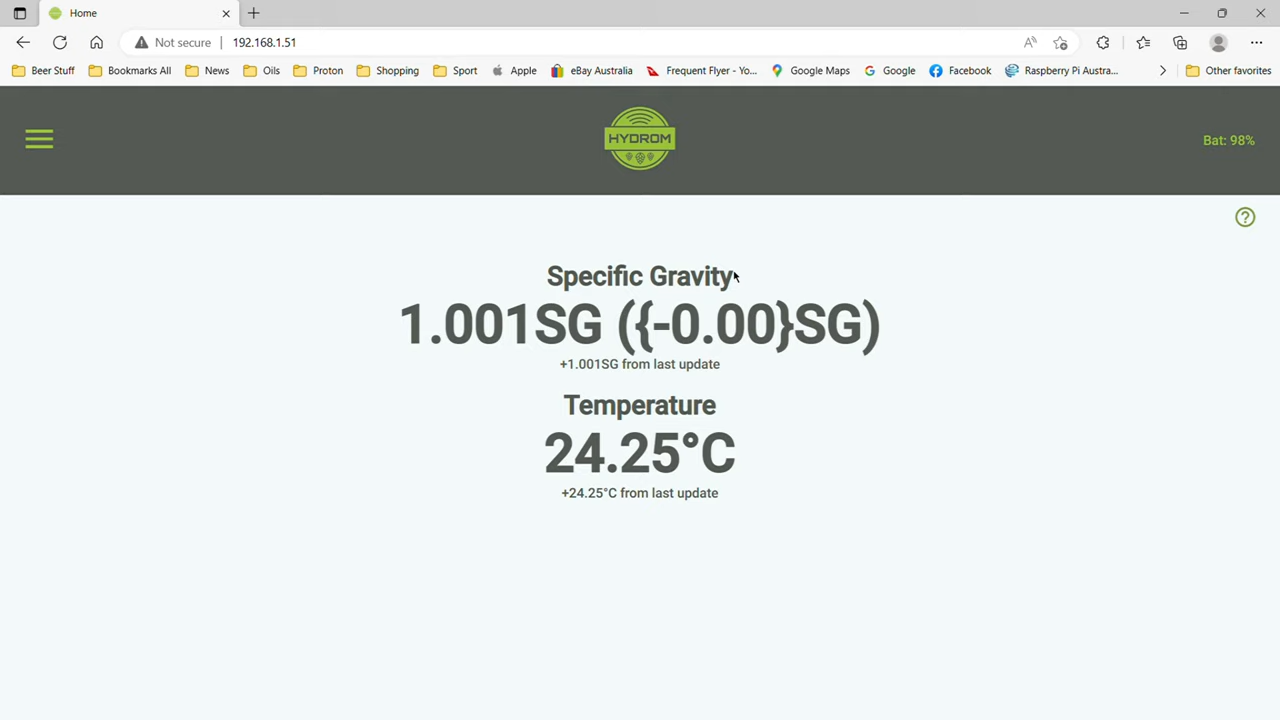 Home
Not secure 192.168.1.51
Beer Stuff Bookmarks All News Oils Proton Shopping Sport Apple eBay Australia Frequent Flyer - Yo... Google Maps Google Facebook Raspberry Pi Austra... Other favorites
HYDROM
Bat: 98%
Specific Gravity
1.001SG ({-0.00}SG)
+1.001SG from last update
Temperature
24.25°C
+24.25°C from last update